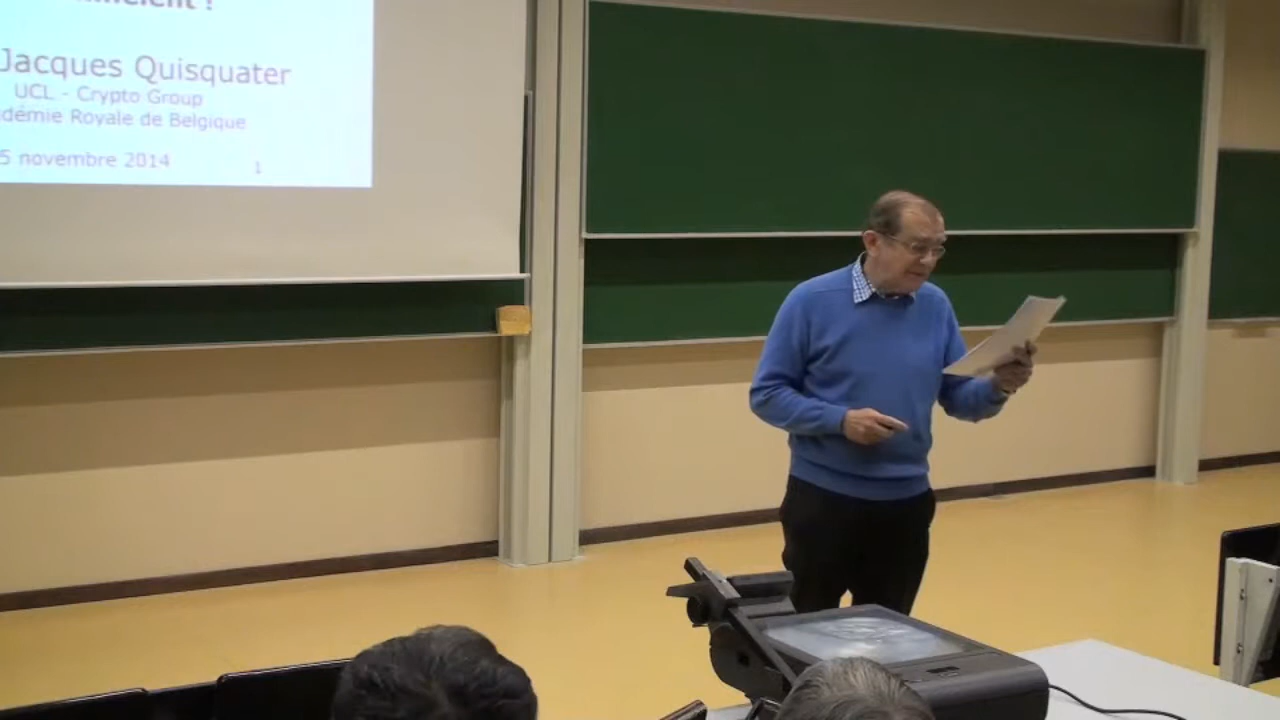 Jacques Quisquater
UCL - Crypto Group
démie Royale de Belgique
5 novembre 2014
1